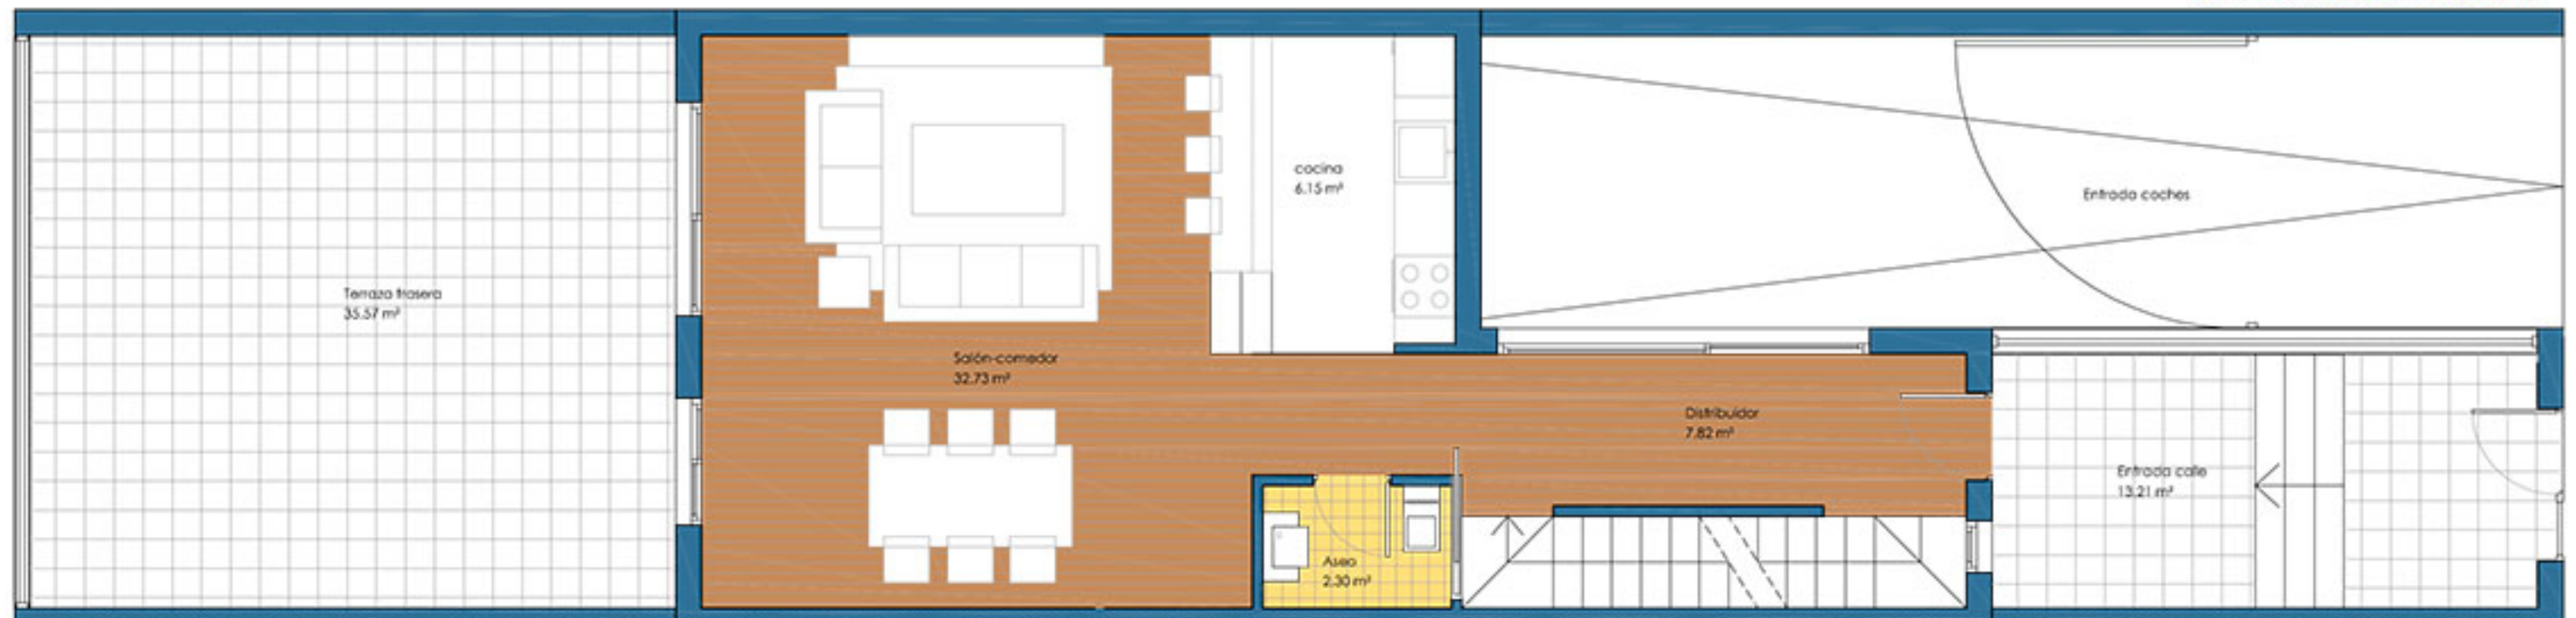 Terraza trasera
35.57 m²
Salón-comedor
32.73 m²
cocina
6.15 m²
Aseo
2.30 m²
Distribuidor
7.82 m²
Entrada coches
Entrada calle
13.21 m²